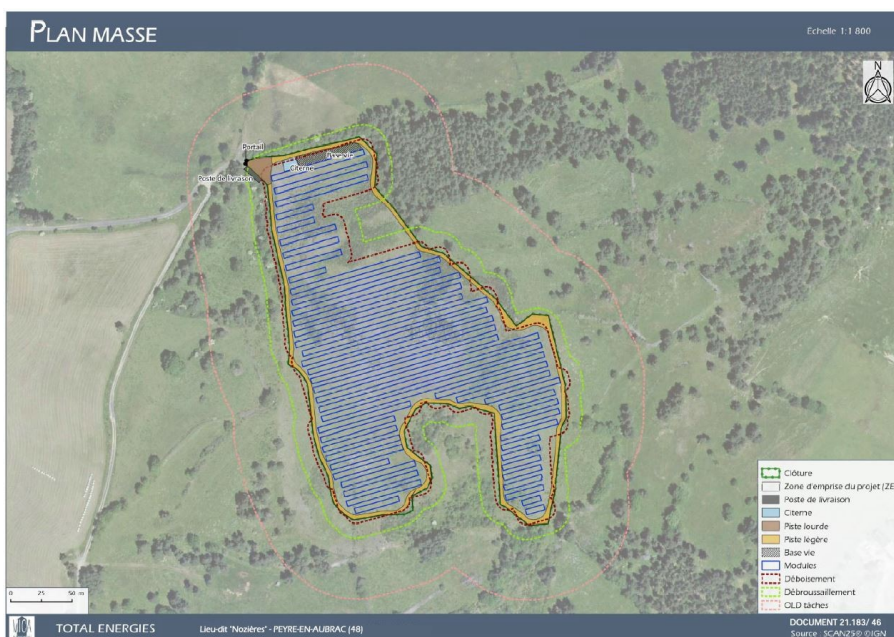 PLAN MASSE
Échelle 1:1 800
N
Portail
Base vie
Citerne
Poste de livraison
Clôture
Zone d'emprise du projet (ZE
Poste de livraison
Citerne
Piste lourde
Piste légère
Base vie
Modules
Déboisement
Débroussaillement
OLD tâches
0 25 50 m
TOTAL ENERGIES
Lieu-dit "Nozières" - PEYRE-EN-AUBRAC (48)
DOCUMENT 21.183/ 46
Source : SCAN25® ©IGN